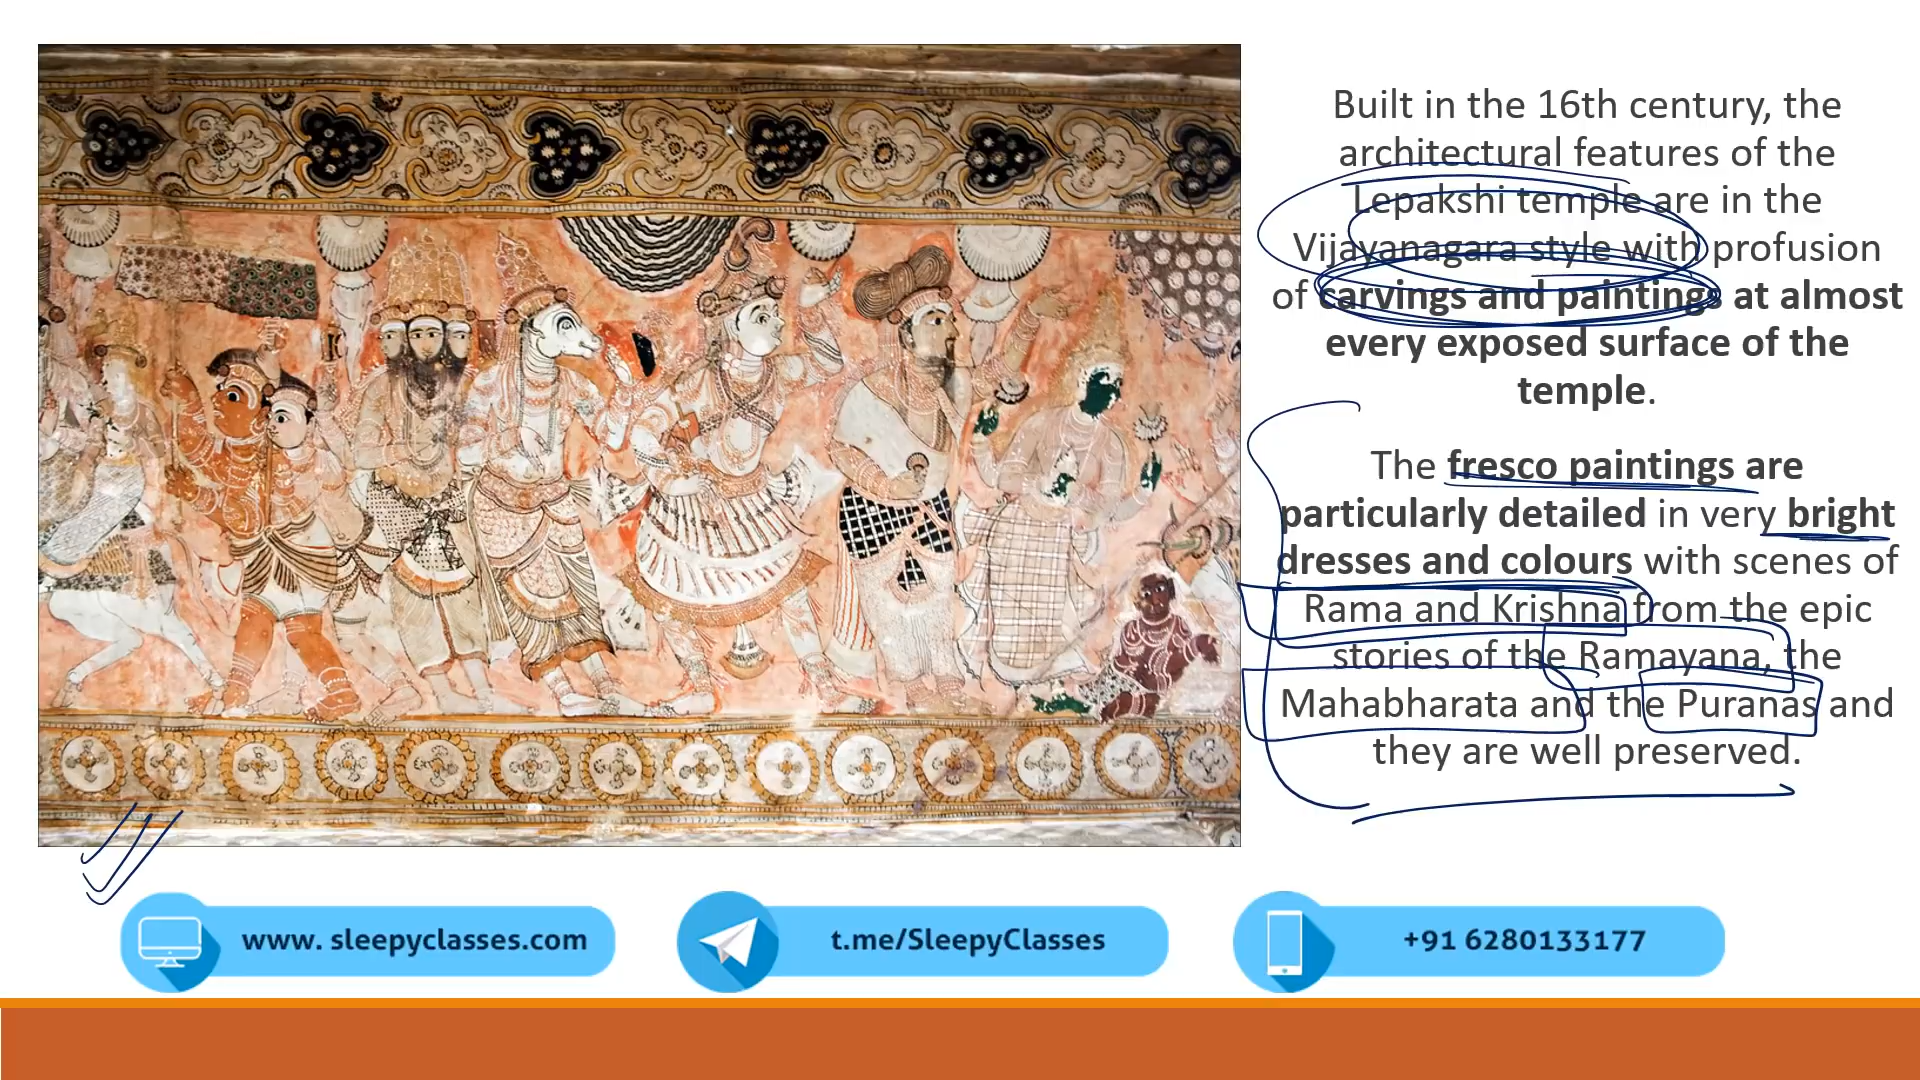 Built in the 16th century, the
architectural features of the
Lepakshi temple are in the
Vijayanagara style with profusion
of carvings and paintings at almost
every exposed surface of the
temple.
The fresco paintings are
particularly detailed in very bright
dresses and colours with scenes of
Rama and Krishna from the epic
stories of the Ramayana, the
Mahabharata and the Puranas and
they are well preserved.
www. sleepyclasses.com
t.me/SleepyClasses
+91 6280133177